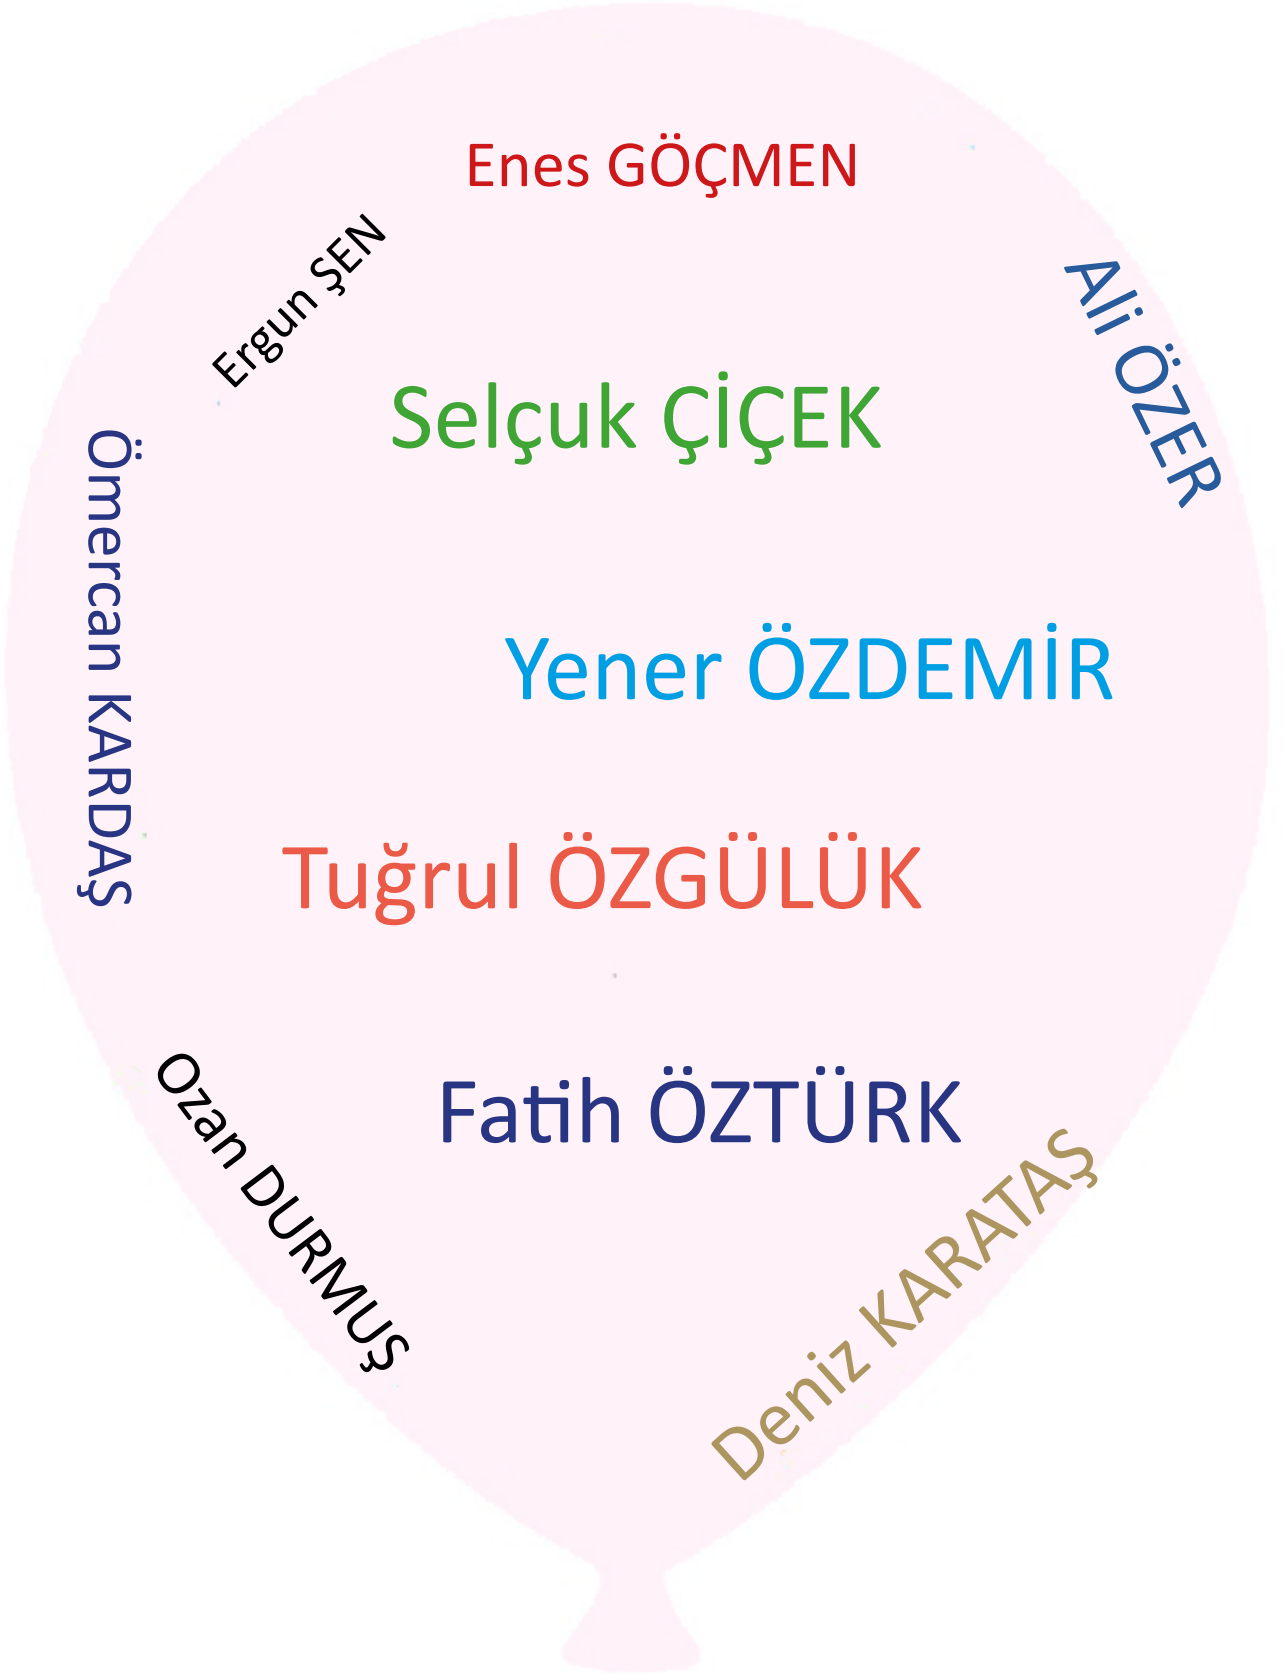 Enes GÖÇMEN
Ergun ŞEN
Ali ÖZER
Selçuk ÇİÇEK
Ömercan KARDAŞ
Yener ÖZDEMİR
Tuğrul ÖZGÜLÜK
Ozan DURMUŞ
Fatih ÖZTÜRK
Deniz KARATAŞ